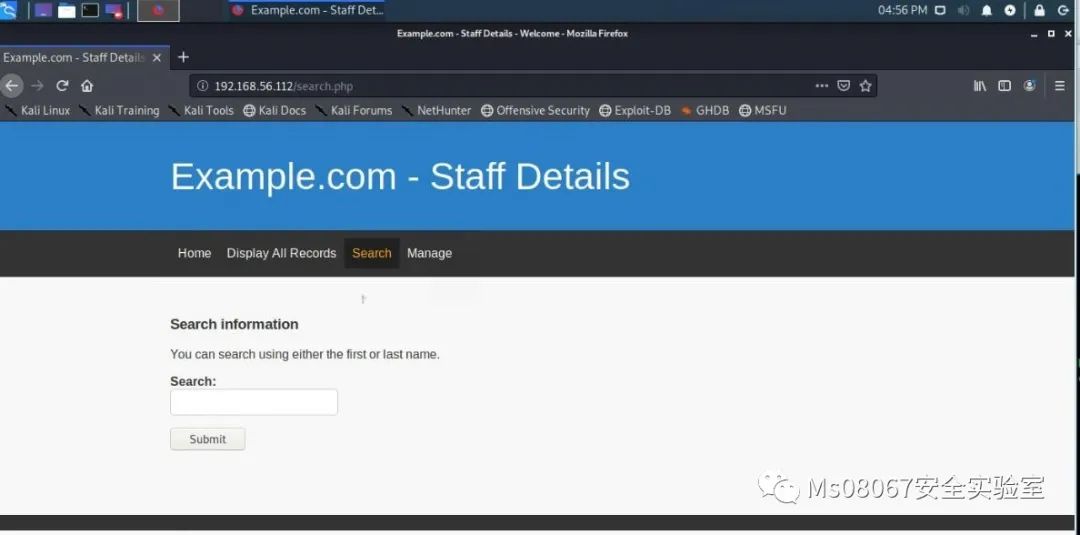 Example.com - Staff Det...
04:56 PM
Example.com - Staff Details - Welcome - Mozilla Firefox
Example.com - Staff Details
192.168.56.112/search.php
Kali Linux Kali Training Kali Tools Kali Docs Kali Forums NetHunter Offensive Security Exploit-DB GHDB MSFU
Example.com - Staff Details
Home Display All Records Search Manage
Search information
You can search using either the first or last name.
Search:
Submit
Ms08067安全实验室